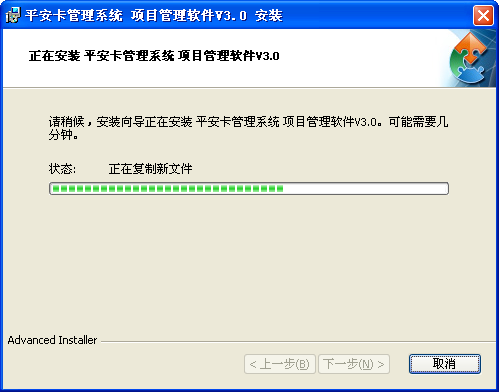 平安卡管理系统 项目管理软件V3.0 安装
正在安装 平安卡管理系统 项目管理软件V3.0
请稍候，安装向导正在安装 平安卡管理系统 项目管理软件V3.0。可能需要几
分钟。
状态: 正在复制新文件
Advanced Installer
< 上一步(B) 下一步(N) > 取消